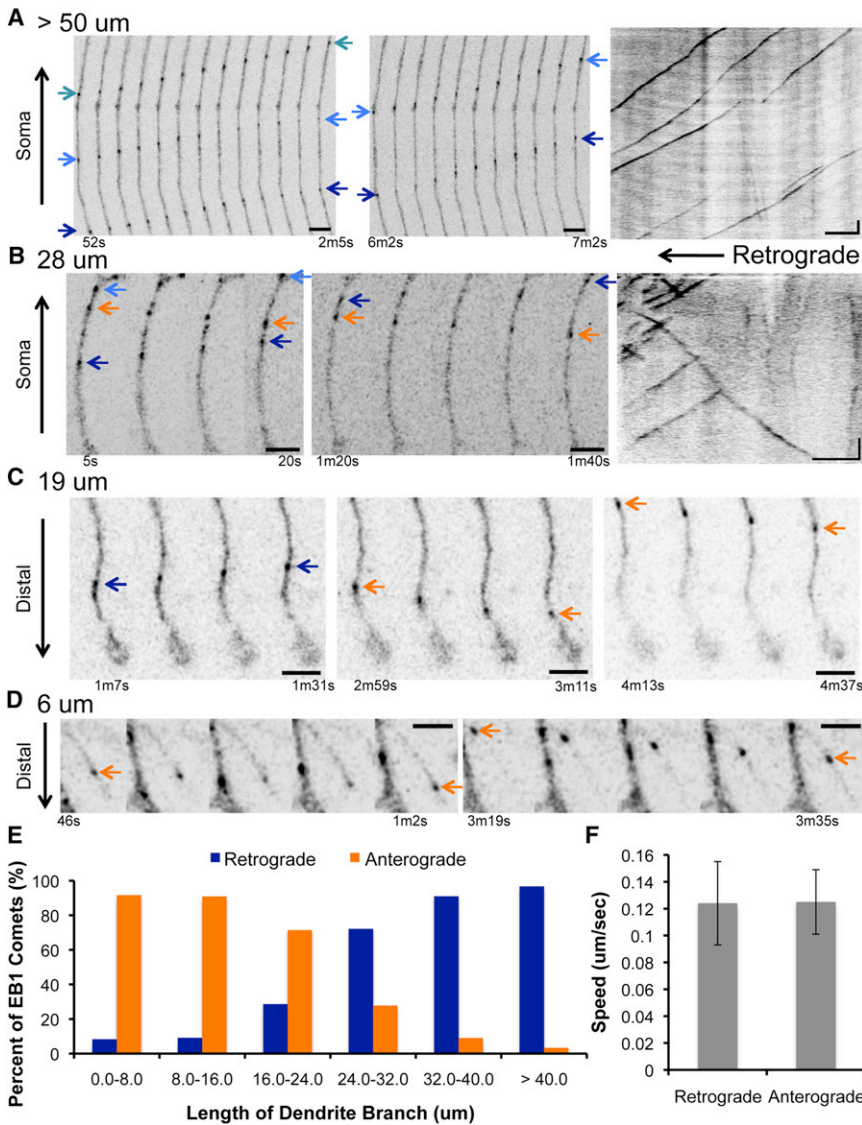 A > 50 um
Soma
52s 2m5s 6m2s 7m2s
Retrograde
B 28 um
Soma
5s 20s 1m20s 1m40s
C 19 um
Distal
1m7s 1m31s 2m59s 3m11s 4m13s 4m37s
D 6 um
Distal
46s 1m2s 3m19s 3m35s
E
Retrograde Anterograde
Percent of EB1 Comets (%)
100
80
60
40
20
0
0.0-8.0 8.0-16.0 16.0-24.0 24.0-32.0 32.0-40.0 > 40.0
Length of Dendrite Branch (um)
F
Speed (um/sec)
0.16
0.14
0.12
0.10
0.08
0.06
0.04
0.02
0
Retrograde Anterograde